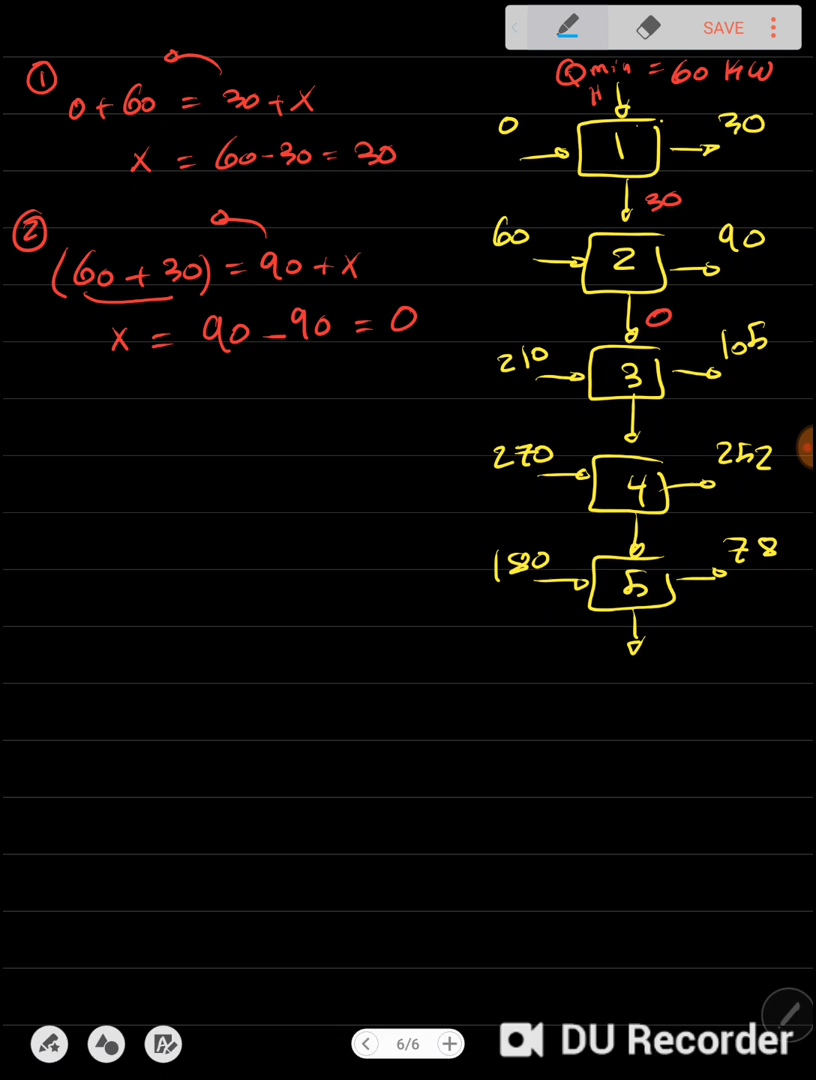 SAVE
Qmin H = 60 KW
① 0 + 60 = 30 + x
x = 60 - 30 = 30
0 1 30
30
② (60 + 30) = 90 + x
x = 90 - 90 = 0
60 2 90
0
210 3 105
270 4 252
180 5 78
6/6
DU Recorder